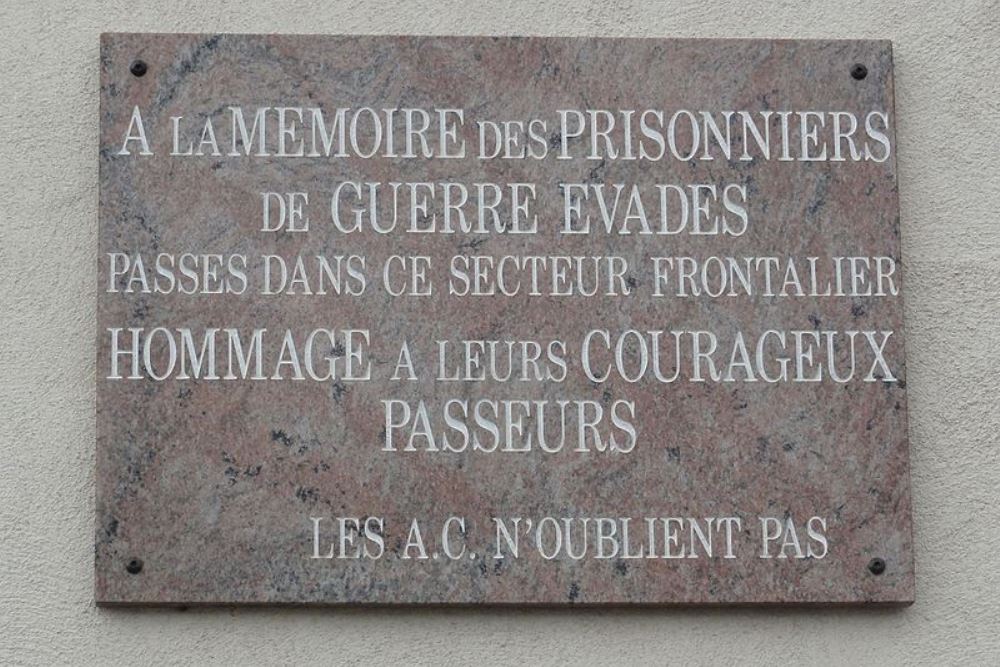 A LA MEMOIRE DES PRISONNIERS
DE GUERRE EVADES
PASSES DANS CE SECTEUR FRONTALIER
HOMMAGE A LEURS COURAGEUX
PASSEURS
LES A.C. N'OUBLIENT PAS